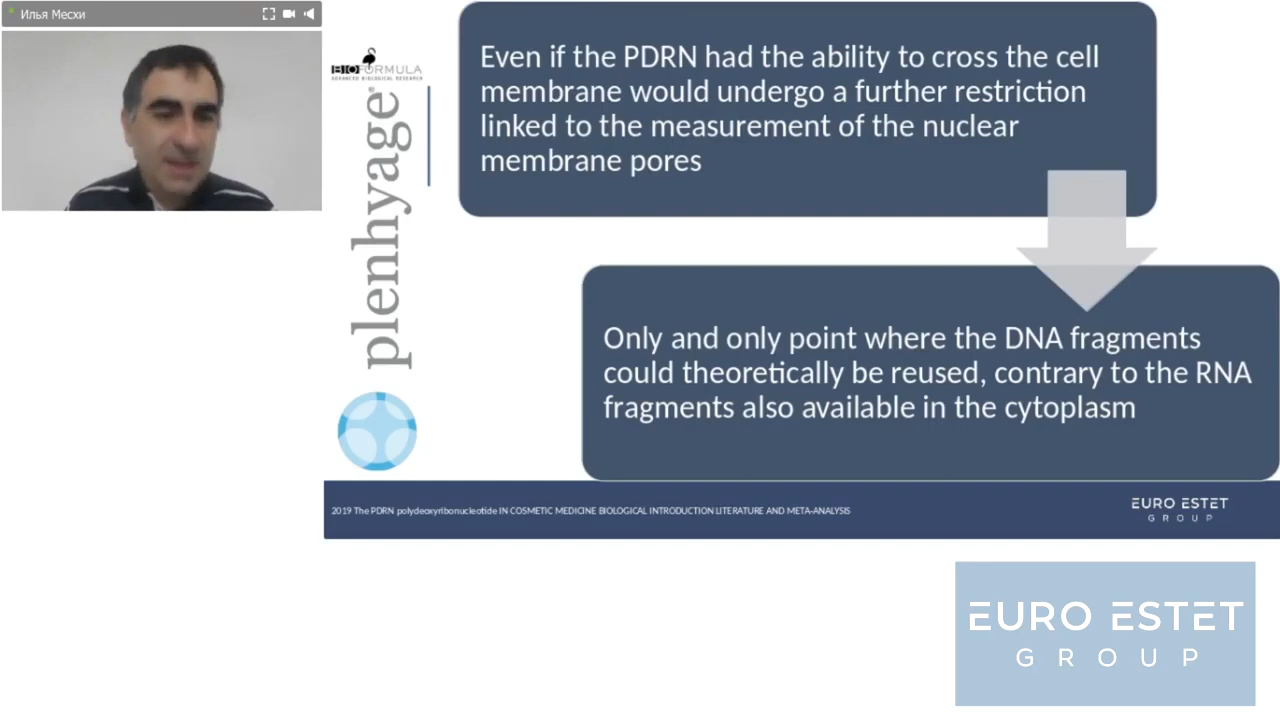 Илья Месхи
BIOFORMULA
ADVANCED BIOLOGICAL RESEARCH
plenhyage®
Even if the PDRN had the ability to cross the cell
membrane would undergo a further restriction
linked to the measurement of the nuclear
membrane pores
Only and only point where the DNA fragments
could theoretically be reused, contrary to the RNA
fragments also available in the cytoplasm
2019 The PDRN polydeoxyribonucleotide IN COSMETIC MEDICINE BIOLOGICAL INTRODUCTION LITERATURE AND META-ANALYSIS
EURO ESTET
GROUP
EURO ESTET
GROUP